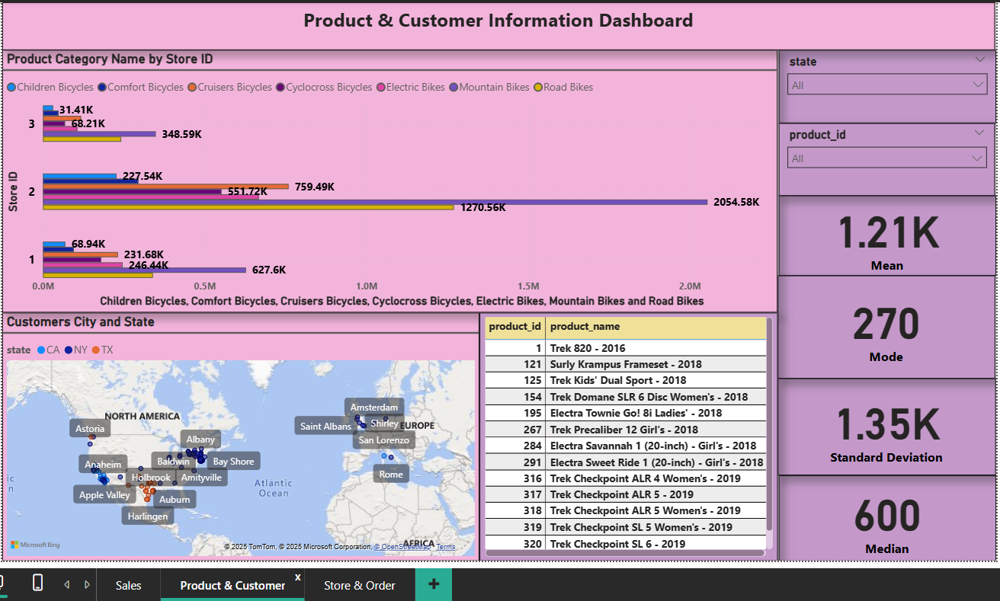 Product & Customer Information Dashboard
Product Category Name by Store ID
Children Bicycles Comfort Bicycles Cruisers Bicycles Cyclocross Bicycles Electric Bikes Mountain Bikes Road Bikes
Store ID
3
31.41K
68.21K
348.59K
2
227.54K
759.49K
551.72K
2054.58K
1270.56K
1
68.94K
231.68K
246.44K
627.6K
0.0M 0.5M 1.0M 1.5M 2.0M
Children Bicycles, Comfort Bicycles, Cruisers Bicycles, Cyclocross Bicycles, Electric Bikes, Mountain Bikes and Road Bikes
state
All
product_id
All
1.21K
Mean
270
Mode
1.35K
Standard Deviation
600
Median
Customers City and State
state CA NY TX
NORTH AMERICA
EUROPE
AFRICA
Atlantic
Ocean
Astoria
Albany
Anaheim
Baldwin
Bay Shore
Holbrook
Amityville
Apple Valley
Auburn
Harlingen
Amsterdam
Saint Albans
Shirley
San Lorenzo
Rome
ic
n
Microsoft Bing
© 2025 TomTom, © 2025 Microsoft Corporation, © OpenStreetMap Terms
product_id product_name
1 Trek 820 - 2016
121 Surly Krampus Frameset - 2018
125 Trek Kids' Dual Sport - 2018
154 Trek Domane SLR 6 Disc Women's - 2018
195 Electra Townie Go! 8i Ladies' - 2018
267 Trek Precaliber 12 Girl's - 2018
284 Electra Savannah 1 (20-inch) - Girl's - 2018
291 Electra Sweet Ride 1 (20-inch) - Girl's - 2018
316 Trek Checkpoint ALR 4 Women's - 2019
317 Trek Checkpoint ALR 5 - 2019
318 Trek Checkpoint ALR 5 Women's - 2019
319 Trek Checkpoint SL 5 Women's - 2019
320 Trek Checkpoint SL 6 - 2019
Sales
Product & Customer x
Store & Order
+